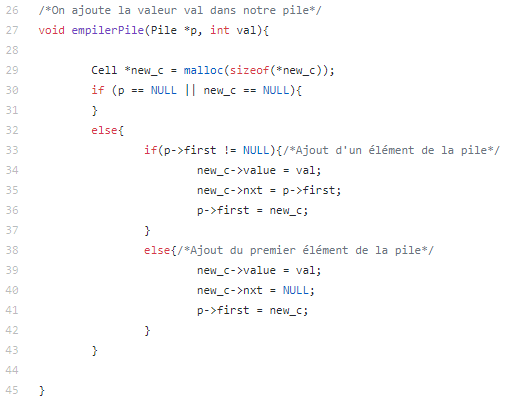 26 /*On ajoute la valeur val dans notre pile*/
27 void empilerPile(Pile *p, int val){
28
29 Cell *new_c = malloc(sizeof(*new_c));
30 if (p == NULL || new_c == NULL){
31 }
32 else{
33 if(p->first != NULL){/*Ajout d'un élément de la pile*/
34 new_c->value = val;
35 new_c->nxt = p->first;
36 p->first = new_c;
37 }
38 else{/*Ajout du premier élément de la pile*/
39 new_c->value = val;
40 new_c->nxt = NULL;
41 p->first = new_c;
42 }
43 }
44
45 }